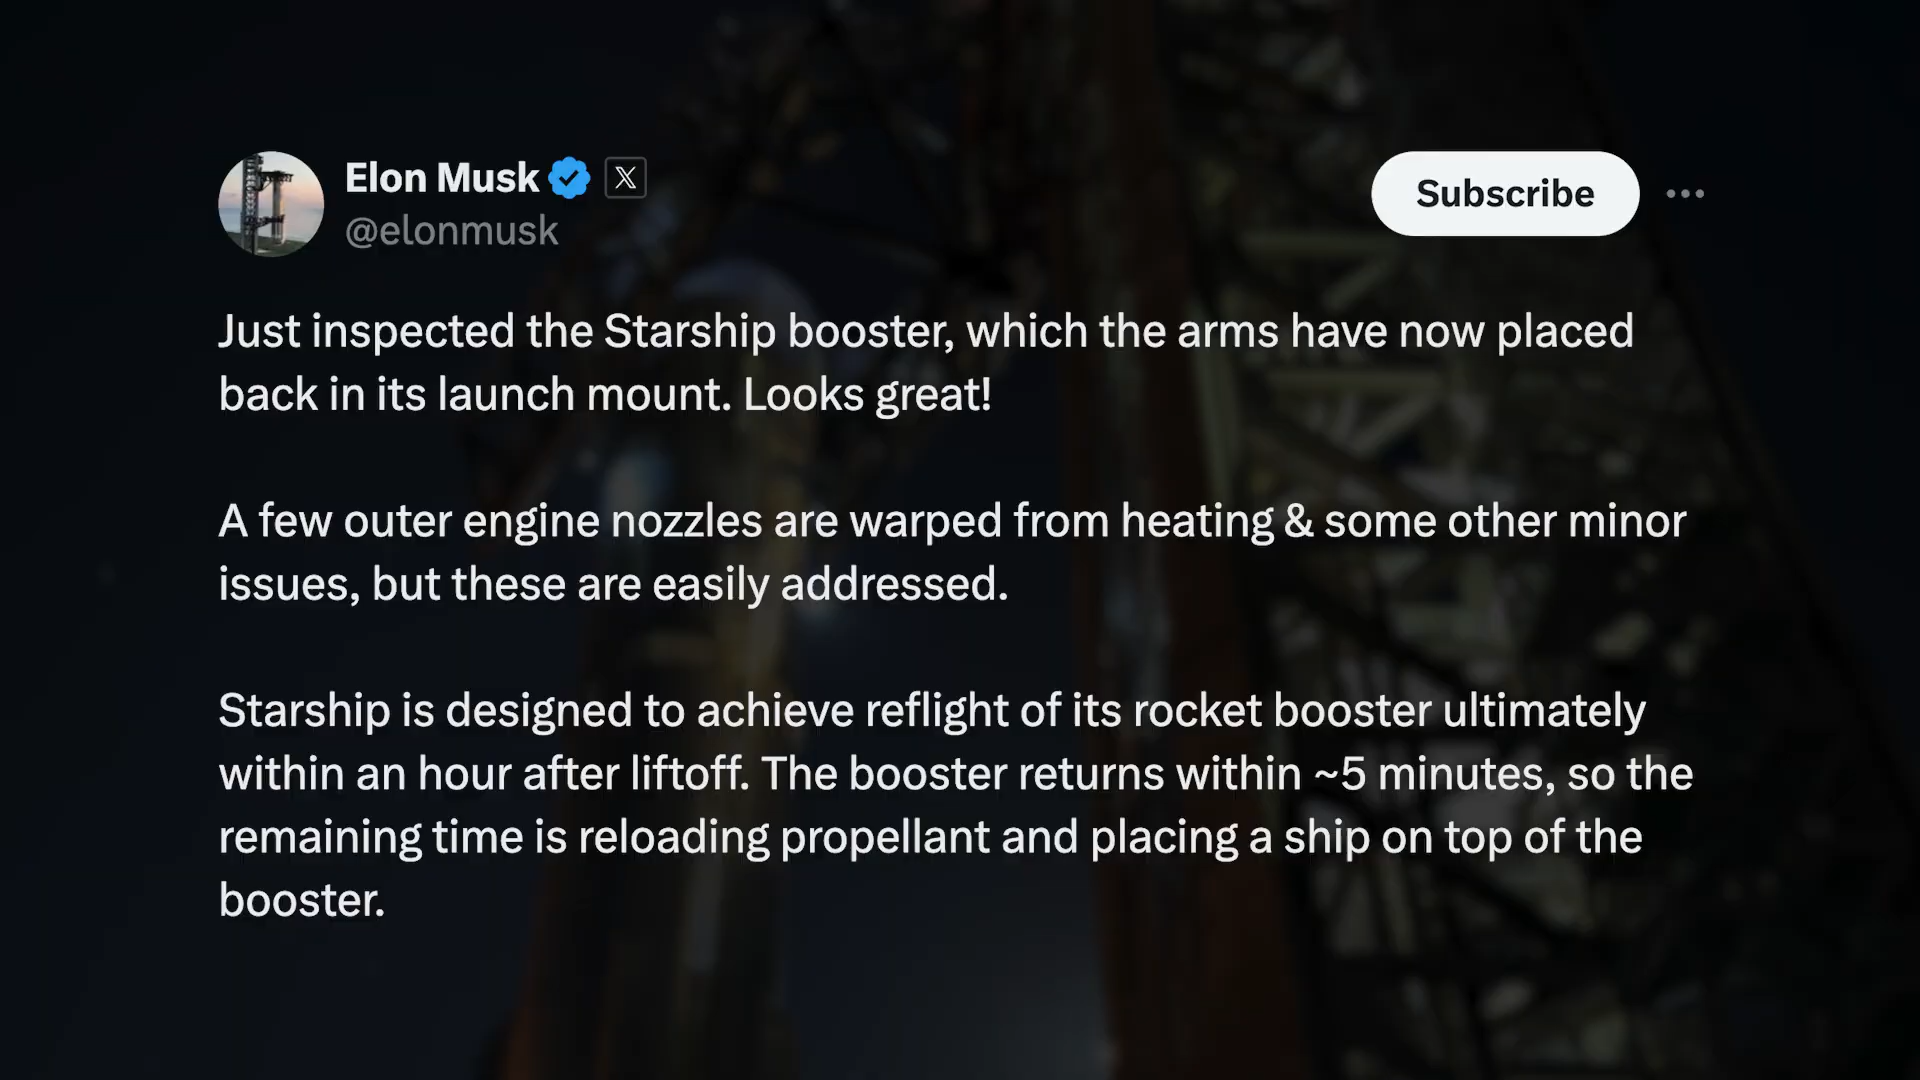 Elon Musk
@elonmusk
Subscribe
Just inspected the Starship booster, which the arms have now placed
back in its launch mount. Looks great!
A few outer engine nozzles are warped from heating & some other minor
issues, but these are easily addressed.
Starship is designed to achieve reflight of its rocket booster ultimately
within an hour after liftoff. The booster returns within ~5 minutes, so the
remaining time is reloading propellant and placing a ship on top of the
booster.